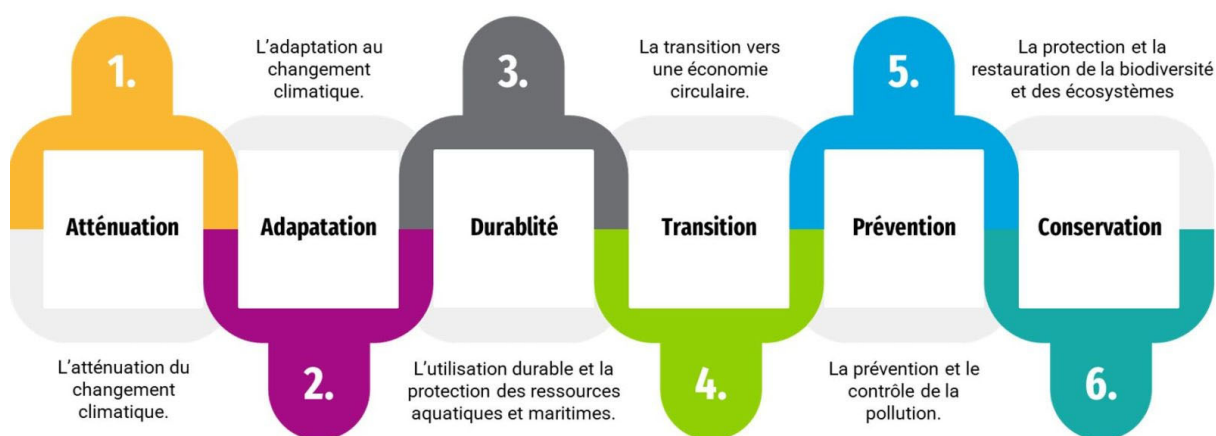 1.
Atténuation
L'atténuation du
changement
climatique.
L'adaptation au
changement
climatique.
Adapatation
2.
3.
Durablité
L'utilisation durable et la
protection des ressources
aquatiques et maritimes.
La transition vers
une économie
circulaire.
Transition
4.
5.
Prévention
La prévention et le
contrôle de la
pollution.
La protection et la
restauration de la biodiversité
et des écosystèmes
Conservation
6.